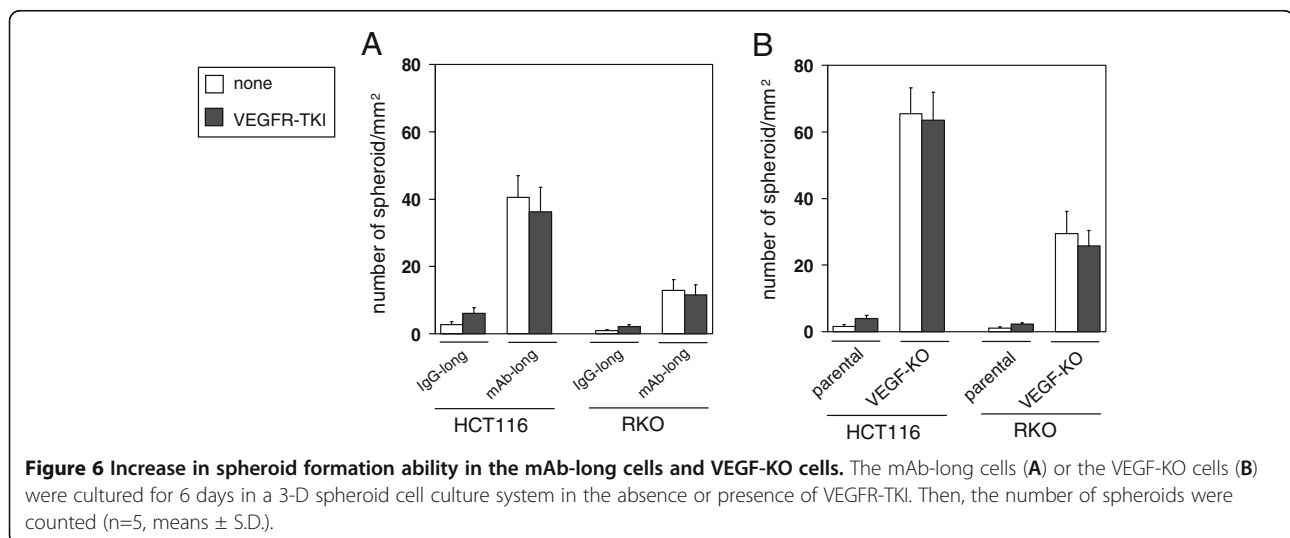 A
B
none
VEGFR-TKI
number of spheroid/mm²
80
60
40
20
0
IgG-long
mAb-long
IgG-long
mAb-long
HCT116
RKO
number of spheroid/mm²
80
60
40
20
0
parental
VEGF-KO
parental
VEGF-KO
HCT116
RKO
Figure 6 Increase in spheroid formation ability in the mAb-long cells and VEGF-KO cells. The mAb-long cells (A) or the VEGF-KO cells (B)
were cultured for 6 days in a 3-D spheroid cell culture system in the absence or presence of VEGFR-TKI. Then, the number of spheroids were
counted (n=5, means ± S.D.).